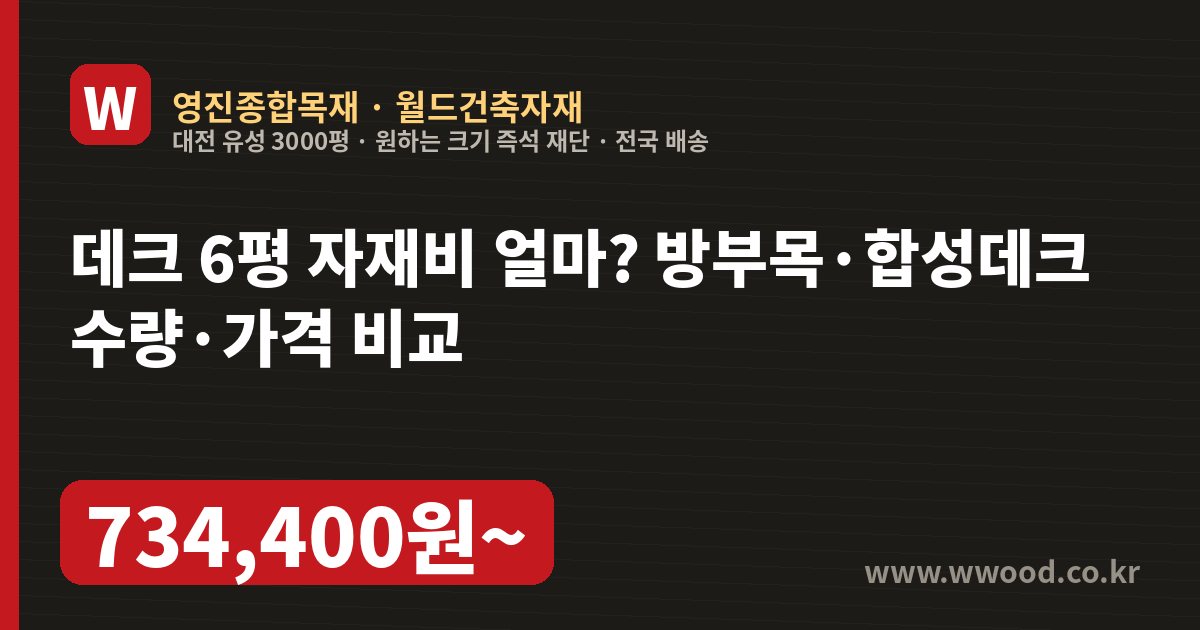 W
영진종합목재 · 월드건축자재
대전 유성 3000평 · 원하는 크기 즉석 재단 · 전국 배송
데크 6평 자재비 얼마? 방부목·합성데크
수량·가격 비교
734,400원~
www.wwood.co.kr